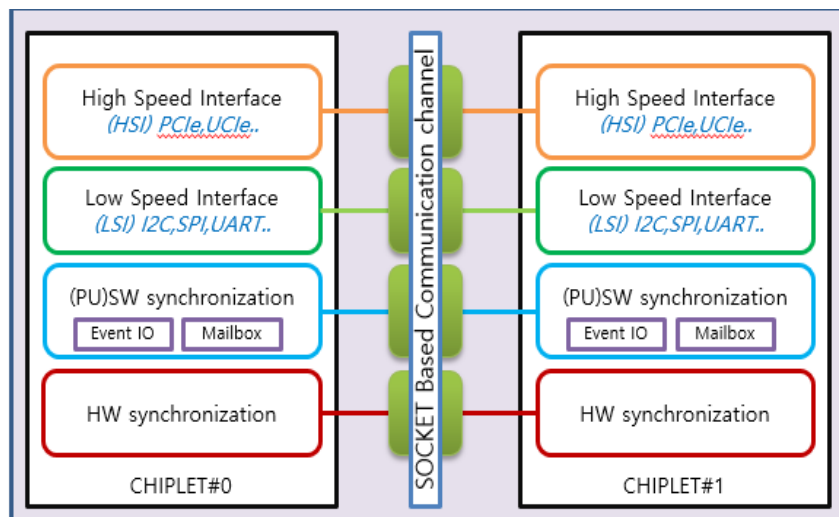 High Speed Interface
(HSI) PCIe,UCIe..
Low Speed Interface
(LSI) I2C,SPI,UART..
(PU)SW synchronization
Event IO
Mailbox
HW synchronization
CHIPLET#0
SOCKET Based Communication channel
High Speed Interface
(HSI) PCIe,UCIe..
Low Speed Interface
(LSI) I2C,SPI,UART..
(PU)SW synchronization
Event IO
Mailbox
HW synchronization
CHIPLET#1